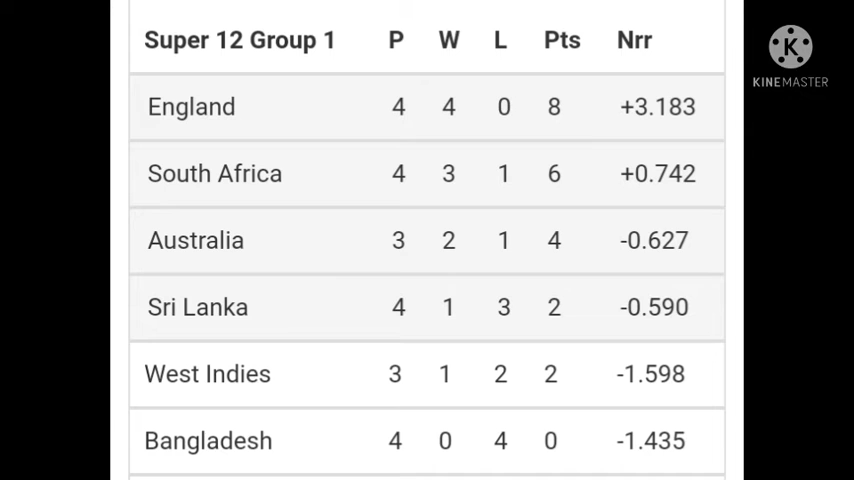 Super 12 Group 1 P W L Pts Nrr
England 4 4 0 8 +3.183
South Africa 4 3 1 6 +0.742
Australia 3 2 1 4 -0.627
Sri Lanka 4 1 3 2 -0.590
West Indies 3 1 2 2 -1.598
Bangladesh 4 0 4 0 -1.435
K
KINEMASTER